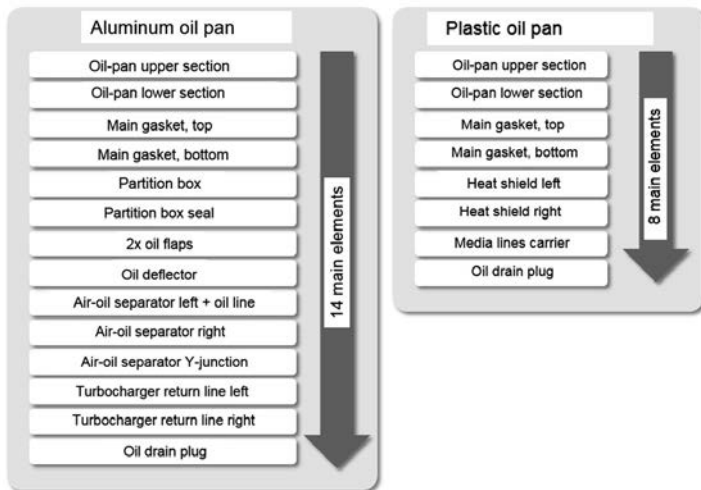 Aluminum oil pan
Oil-pan upper section
Oil-pan lower section
Main gasket, top
Main gasket, bottom
Partition box
Partition box seal
2x oil flaps
Oil deflector
Air-oil separator left + oil line
Air-oil separator right
Air-oil separator Y-junction
Turbocharger return line left
Turbocharger return line right
Oil drain plug
14 main elements
Plastic oil pan
Oil-pan upper section
Oil-pan lower section
Main gasket, top
Main gasket, bottom
Heat shield left
Heat shield right
Media lines carrier
Oil drain plug
8 main elements